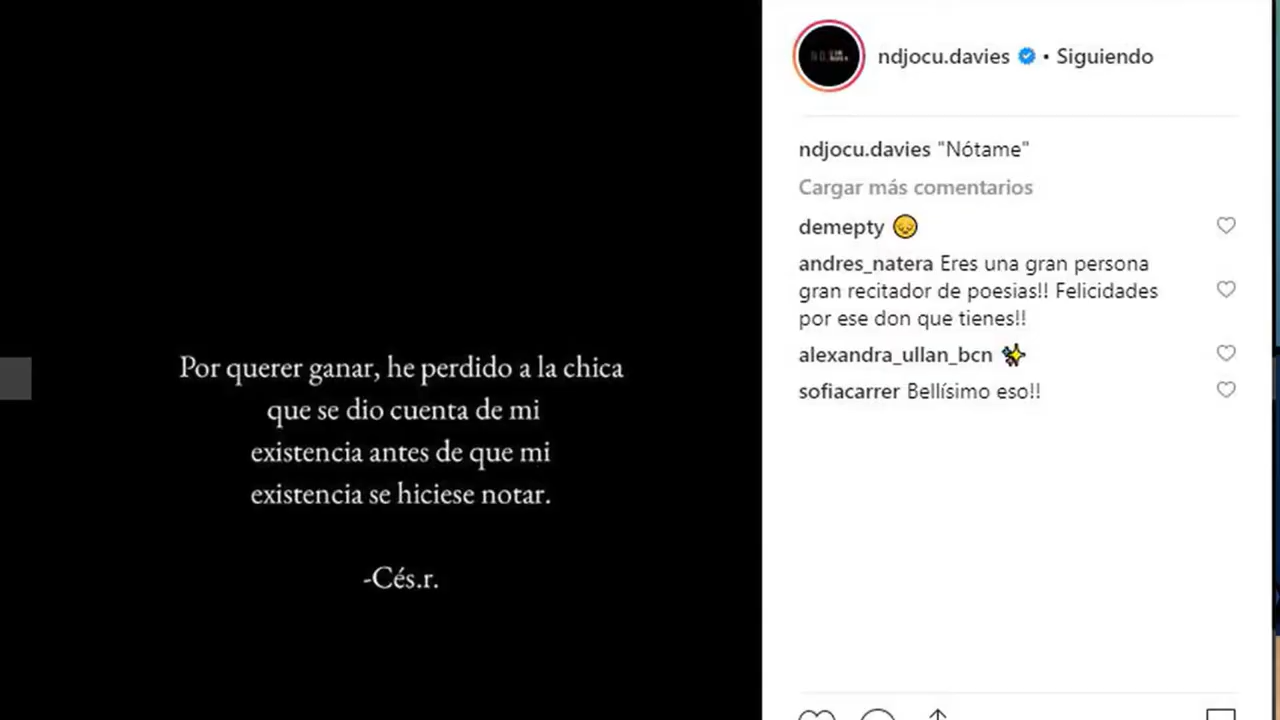 Por querer ganar, he perdido a la chica
que se dio cuenta de mi
existencia antes de que mi
existencia se hiciese notar.
-Cés.r.
ndjocu.davies • Siguiendo
ndjocu.davies "Nótame"
Cargar más comentarios
demepty 😔
andres_natera Eres una gran persona
gran recitador de poesias!! Felicidades
por ese don que tienes!!
alexandra_ullan_bcn ✨
sofiacarrer Bellísimo eso!!